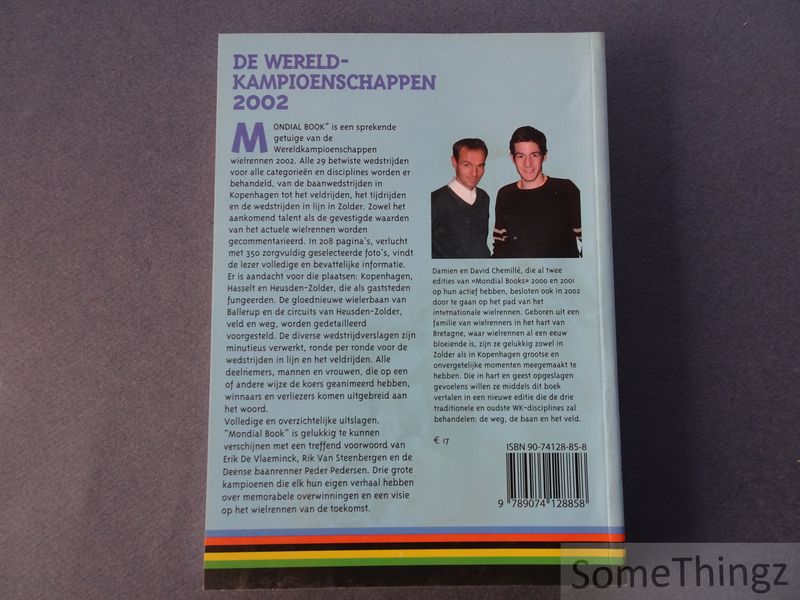 DE WERELD-
KAMPIOENSCHAPPEN
2002
MONDIAL BOOK" is een sprekende
getuige van de
Wereldkampioenschappen
wielrennen 2002. Alle 29 betwiste wedstrijden
voor alle categorieën en disciplines worden er
behandeld, van de baanwedstrijden in
Kopenhagen tot het veldrijden, het tijdrijden
en de wedstrijden in lijn in Zolder. Zowel het
aankomend talent als de gevestigde waarden
van het actuele wielrennen worden
gecommentarieerd. In 208 pagina's, verlucht
met 350 zorgvuldig geselecteerde foto's, vindt
de lezer volledige en bevattelijke informatie.
Er is aandacht voor die plaatsen: Kopenhagen,
Hasselt en Heusden-Zolder, die als gaststeden
fungeerden. De gloednieuwe wielerbaan van
Ballerup en de circuits van Heusden-Zolder,
veld en weg, worden gedetailleerd
voorgesteld. De diverse wedstrijdverslagen zijn
minutieus verwerkt, ronde per ronde voor de
wedstrijden in lijn en het veldrijden. Alle
deelnemers, mannen en vrouwen, die op een
of andere wijze de koers geanimeerd hebben,
winnaars en verliezers komen uitgebreid aan
het woord.
Volledige en overzichtelijke uitslagen.
"Mondial Book" is gelukkig te kunnen
verschijnen met een treffend voorwoord van
Erik De Vlaeminck, Rik Van Steenbergen en de
Deense baanrenner Peder Pedersen. Drie grote
kampioenen die elk hun eigen verhaal hebben
over memorabele overwinningen en een visie
op het wielrennen van de toekomst.
Damien en David Chemillé, die al twee
edities van «Mondial Books» 2000 en 2001
op hun actief hebben, besloten ook in 2002
door te gaan op het pad van het
internationale wielrennen. Geboren uit een
familie van wielrenners in het hart van
Bretagne, waar wielrennen al een eeuw
bloeiende is, zijn ze gelukkig zowel in
Zolder als in Kopenhagen grootse en
onvergetelijke momenten meegemaakt te
hebben. Die in hart en geest opgeslagen
gevoelens willen ze middels dit boek
vertalen in een nieuwe editie die de drie
traditionele en oudste WK-disciplines zal
behandelen: de weg, de baan en het veld.
€ 17
ISBN 90-74128-85-8
9 789074 128858
SomeThingz